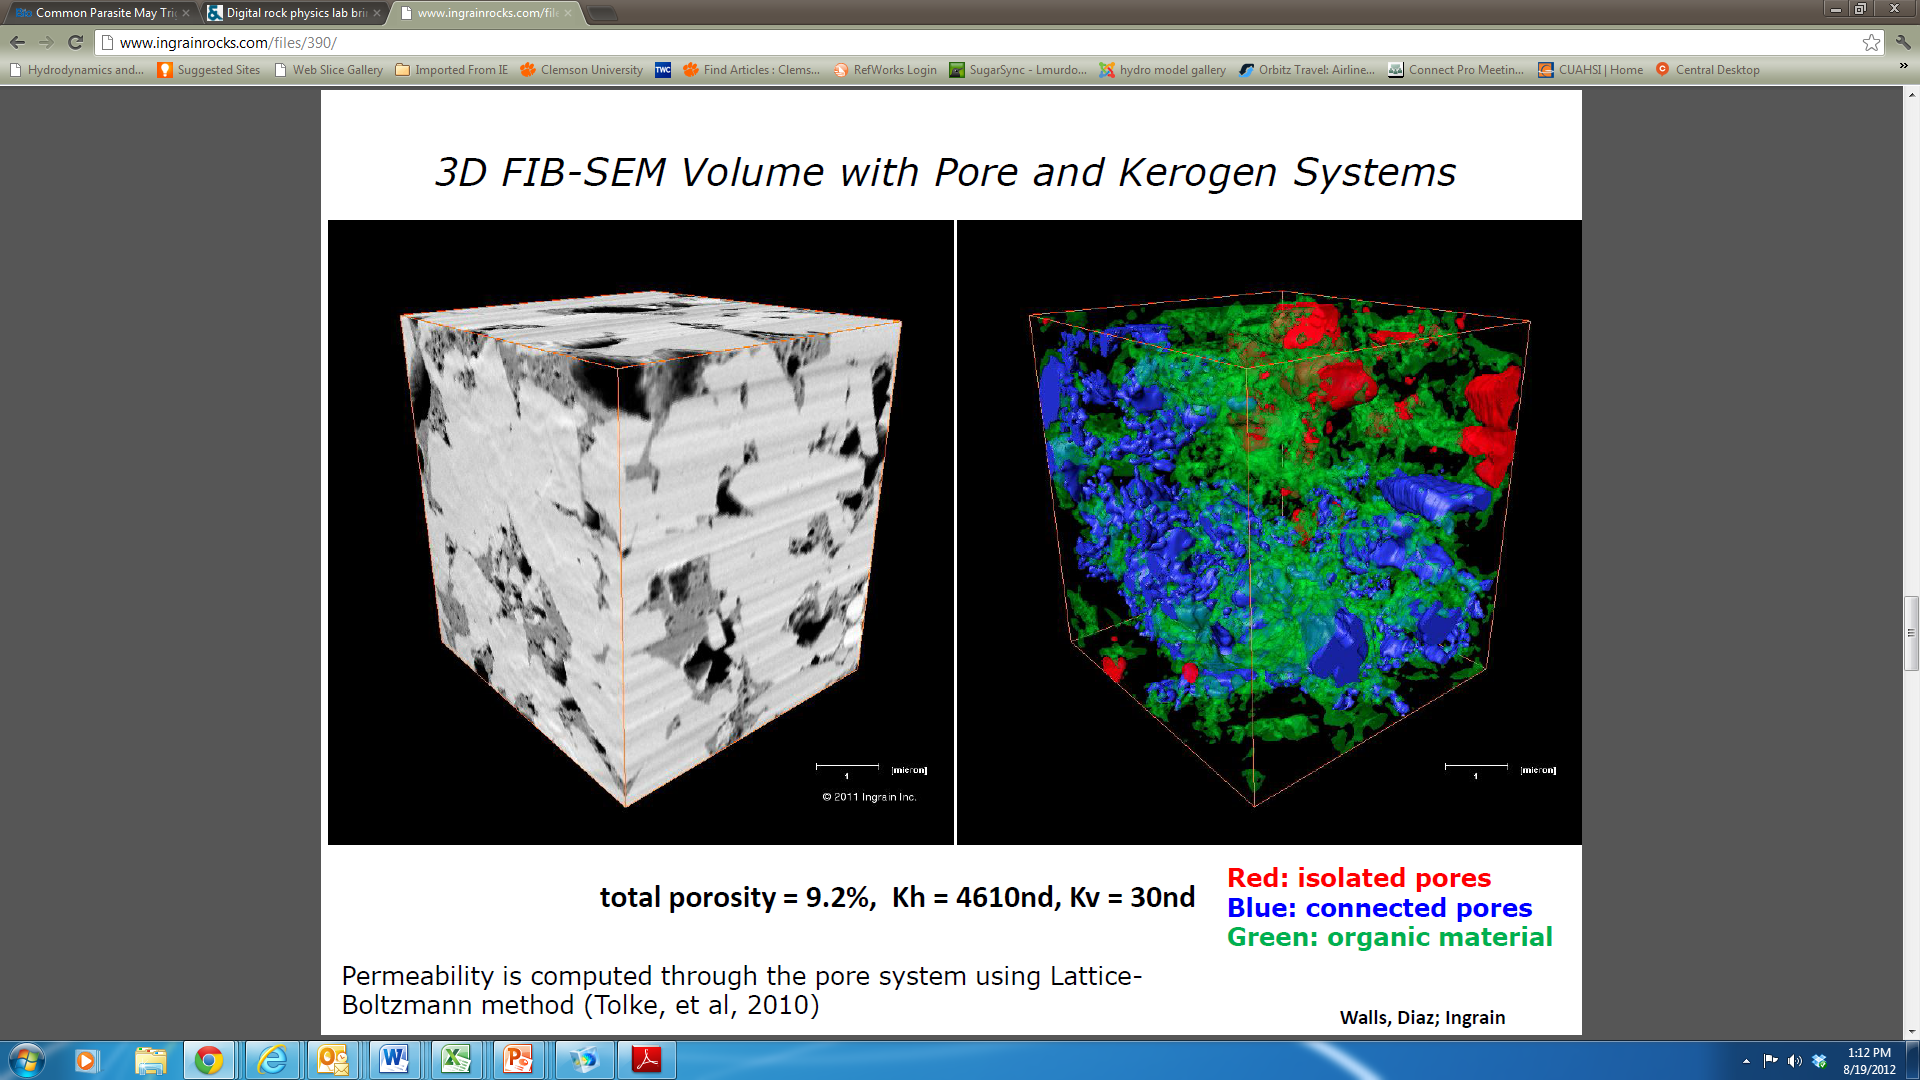 Common Parasite May Trig
Digital rock physics lab brin
www.ingrainrocks.com/file
www.ingrainrocks.com/files/390/
Hydrodynamics and...
Suggested Sites
Web Slice Gallery
Imported From IE
Clemson University
TWC
Find Articles : Clems...
RefWorks Login
SugarSync - Lmurdo...
hydro model gallery
Orbitz Travel: Airline...
Connect Pro Meetin...
CUAHSI | Home
Central Desktop
3D FIB-SEM Volume with Pore and Kerogen Systems
1 [micron]
© 2011 Ingrain Inc.
1 [micron]
total porosity = 9.2%, Kh = 4610nd, Kv = 30nd
Red: isolated pores
Blue: connected pores
Green: organic material
Permeability is computed through the pore system using Lattice-
Boltzmann method (Tolke, et al, 2010)
Walls, Diaz; Ingrain
1:12 PM
8/19/2012